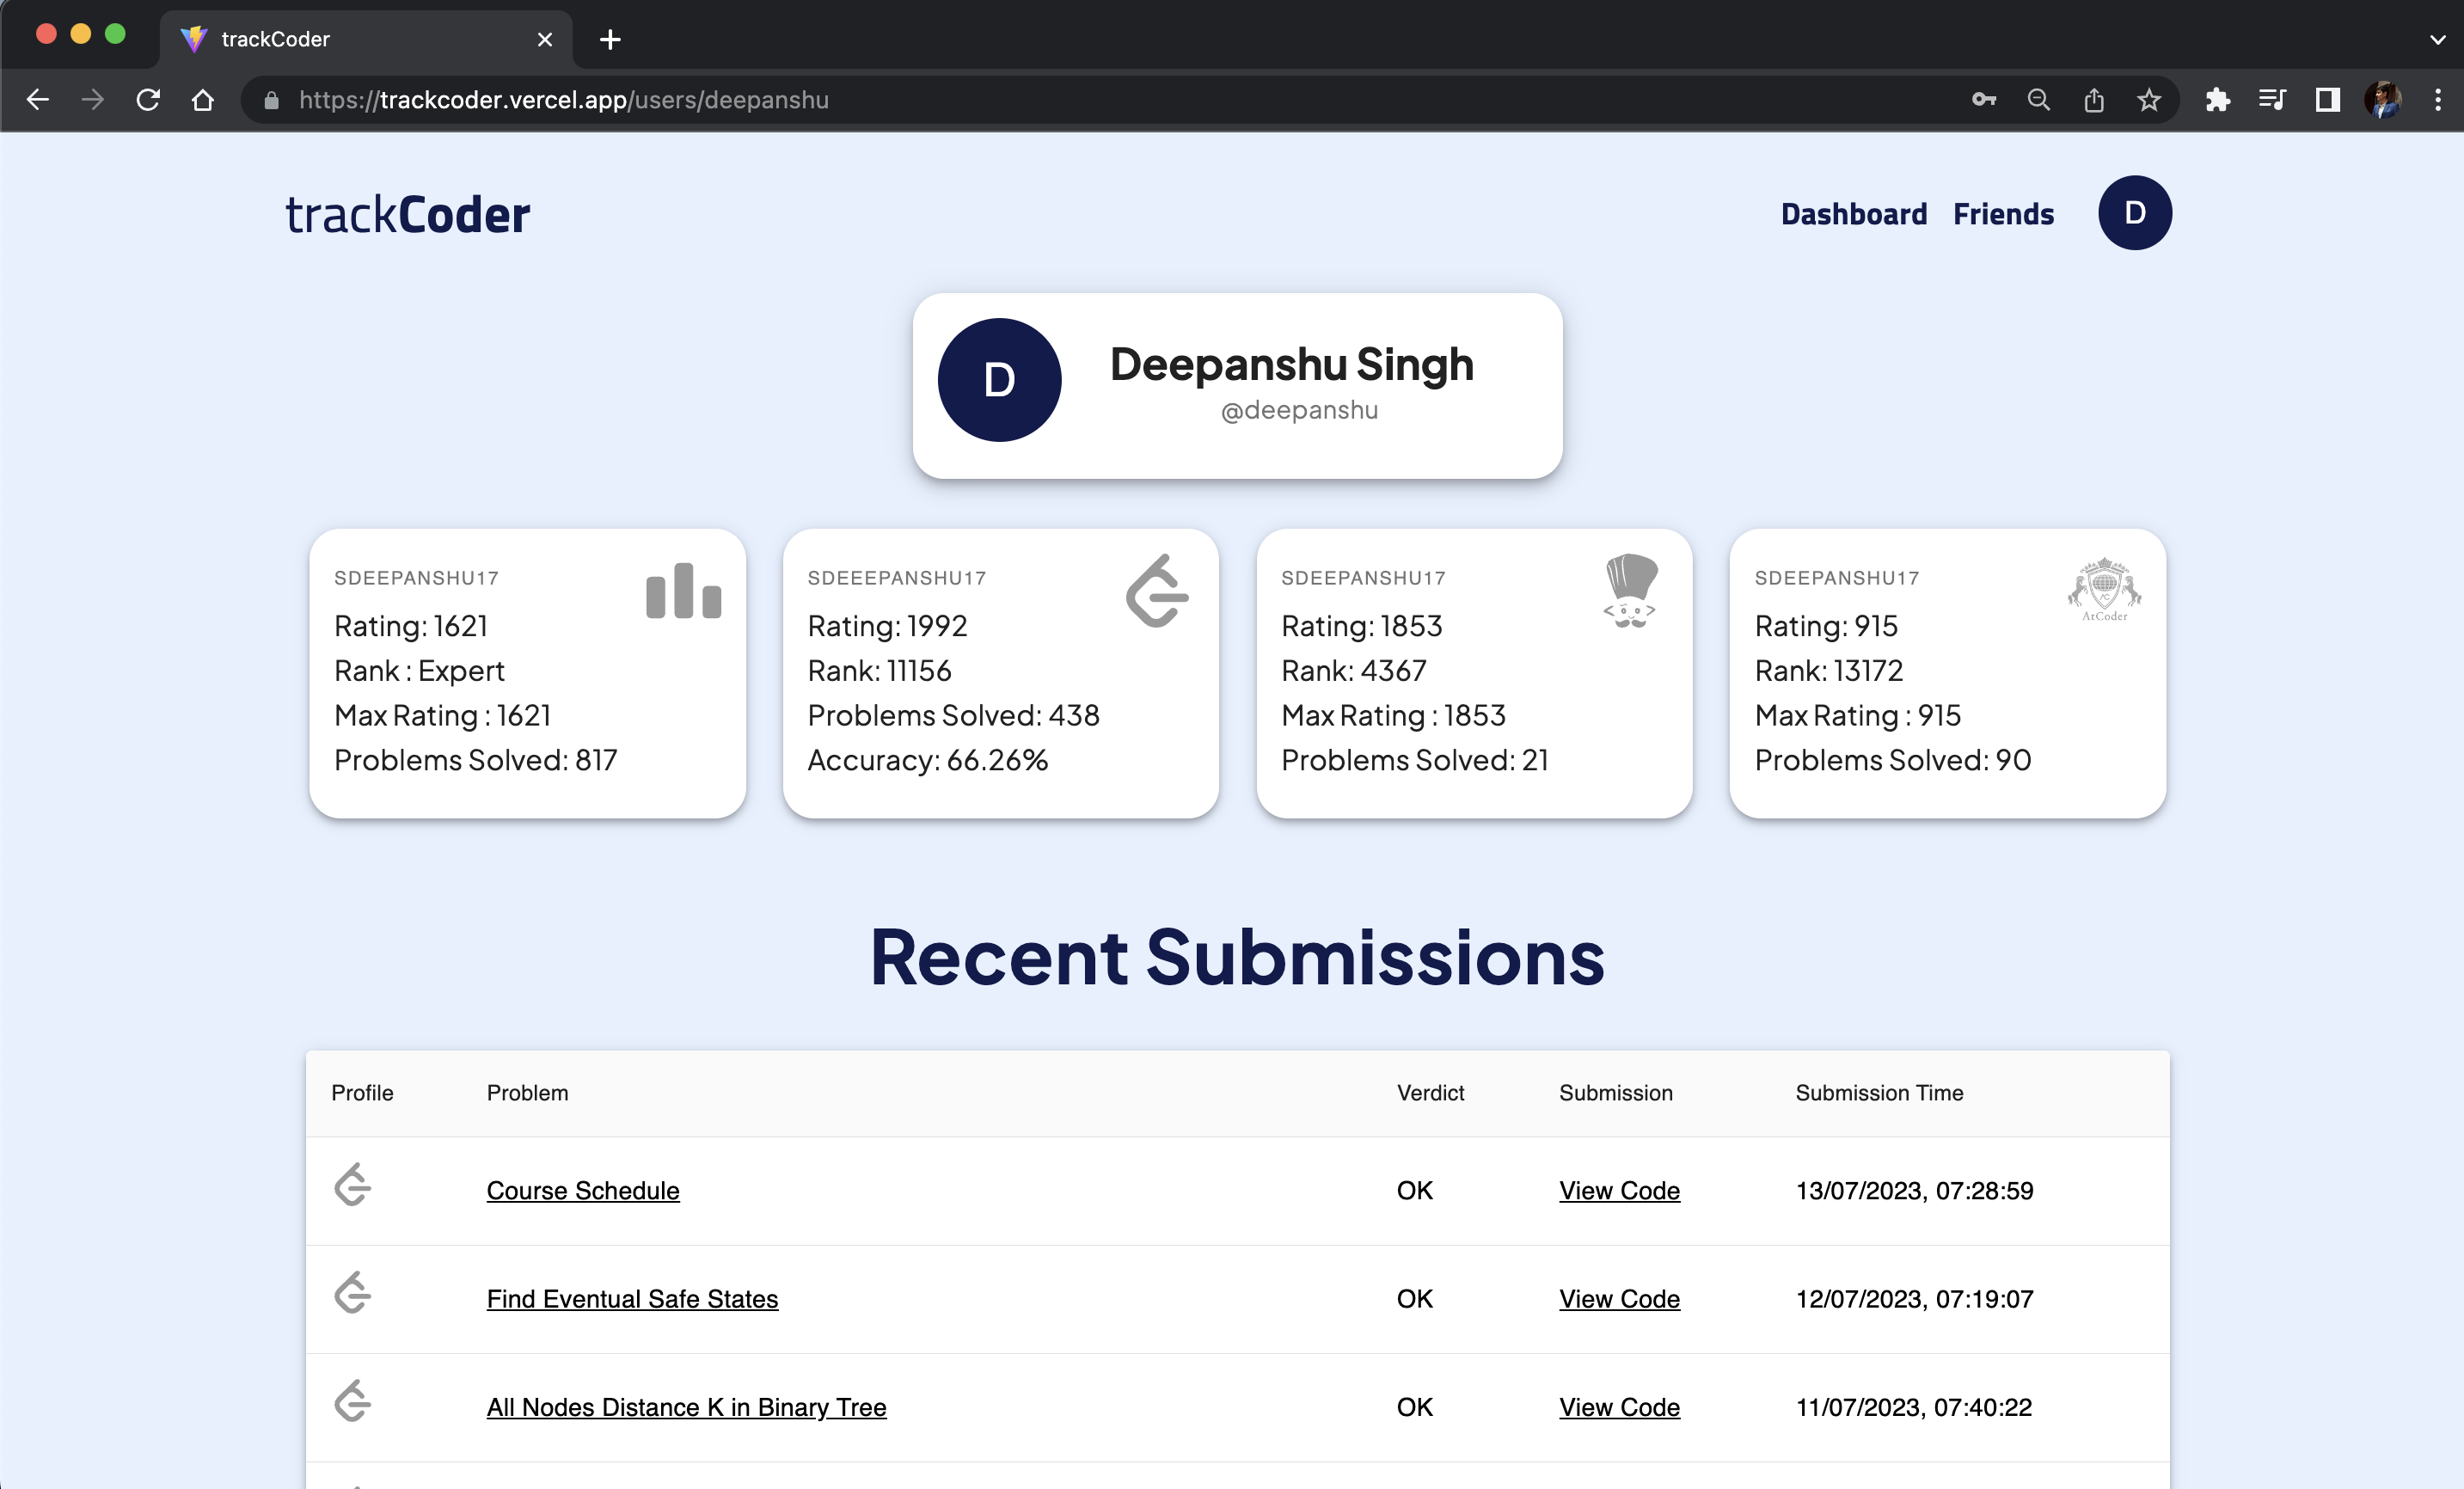 trackCoder
https://trackcoder.vercel.app/users/deepanshu
trackCoder
Dashboard Friends D
D
Deepanshu Singh
@deepanshu
SDEEPANSHU17
Rating: 1621
Rank : Expert
Max Rating : 1621
Problems Solved: 817
SDEEEPANSHU17
Rating: 1992
Rank: 11156
Problems Solved: 438
Accuracy: 66.26%
SDEEPANSHU17
Rating: 1853
Rank: 4367
Max Rating : 1853
Problems Solved: 21
SDEEPANSHU17
AtCoder
Rating: 915
Rank: 13172
Max Rating : 915
Problems Solved: 90
Recent Submissions
Profile Problem Verdict Submission Submission Time
Course Schedule OK View Code 13/07/2023, 07:28:59
Find Eventual Safe States OK View Code 12/07/2023, 07:19:07
All Nodes Distance K in Binary Tree OK View Code 11/07/2023, 07:40:22